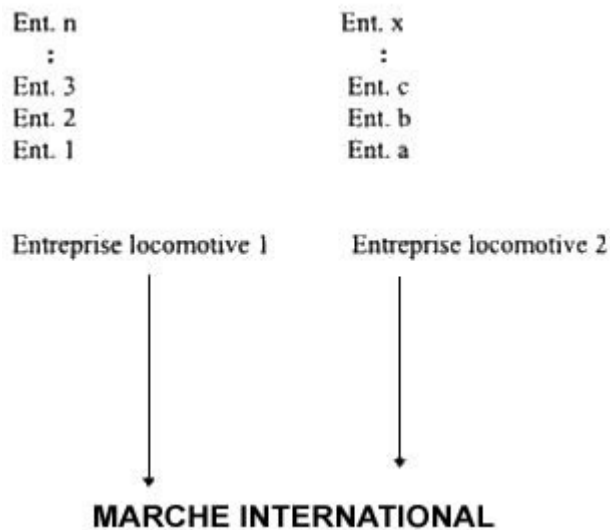 Ent. n Ent. x
: :
Ent. 3 Ent. c
Ent. 2 Ent. b
Ent. 1 Ent. a
Entreprise locomotive 1 Entreprise locomotive 2
MARCHE INTERNATIONAL